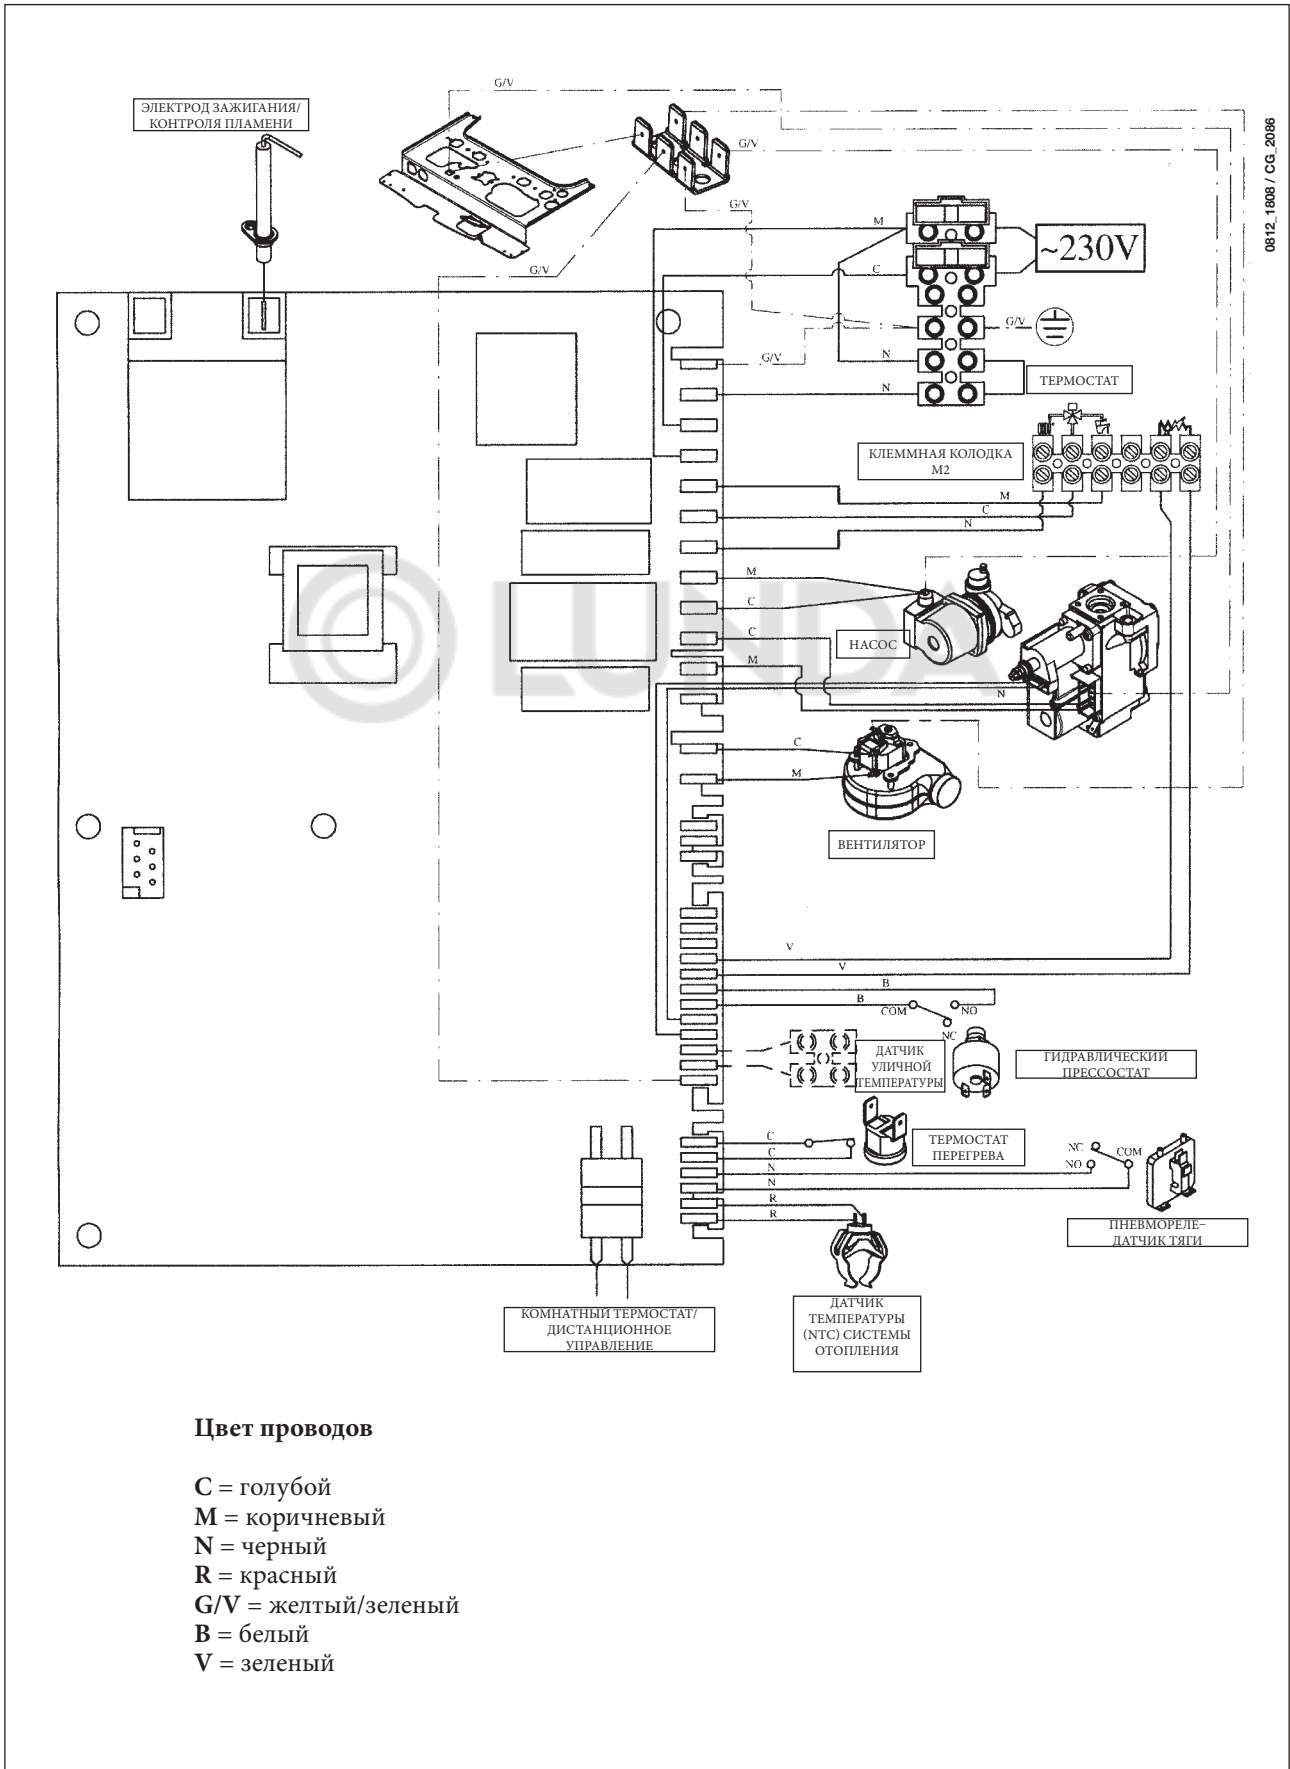 G/V
ЭЛЕКТРОД ЗАЖИГАНИЯ/
КОНТРОЛЯ ПЛАМЕНИ
0812_1808 / CG_2086
G/V
G/V
M
~230V
C
G/V
G/V
G/V
N
ТЕРМОСТАТ
N
КЛЕММНАЯ КОЛОДКА
М2
M
C
N
M
C
C
НАСОС
M
N
LUNDA
C
M
ВЕНТИЛЯТОР
V
V
B
B
COM
NO
NC
ДАТЧИК
УЛИЧНОЙ
ТЕМПЕРАТУРЫ
ГИДРАВЛИЧЕСКИЙ
ПРЕССОСТАТ
C
C
ТЕРМОСТАТ
ПЕРЕГРЕВА
NC
NO
COM
N
N
R
R
ПНЕВМОРЕЛЕ–
ДАТЧИК ТЯГИ
КОМНАТНЫЙ ТЕРМОСТАТ/
ДИСТАНЦИОННОЕ
УПРАВЛЕНИЕ
ДАТЧИК
ТЕМПЕРАТУРЫ
(NTC) СИСТЕМЫ
ОТОПЛЕНИЯ
Цвет проводов
C = голубой
M = коричневый
N = черный
R = красный
G/V = желтый/зеленый
B = белый
V = зеленый